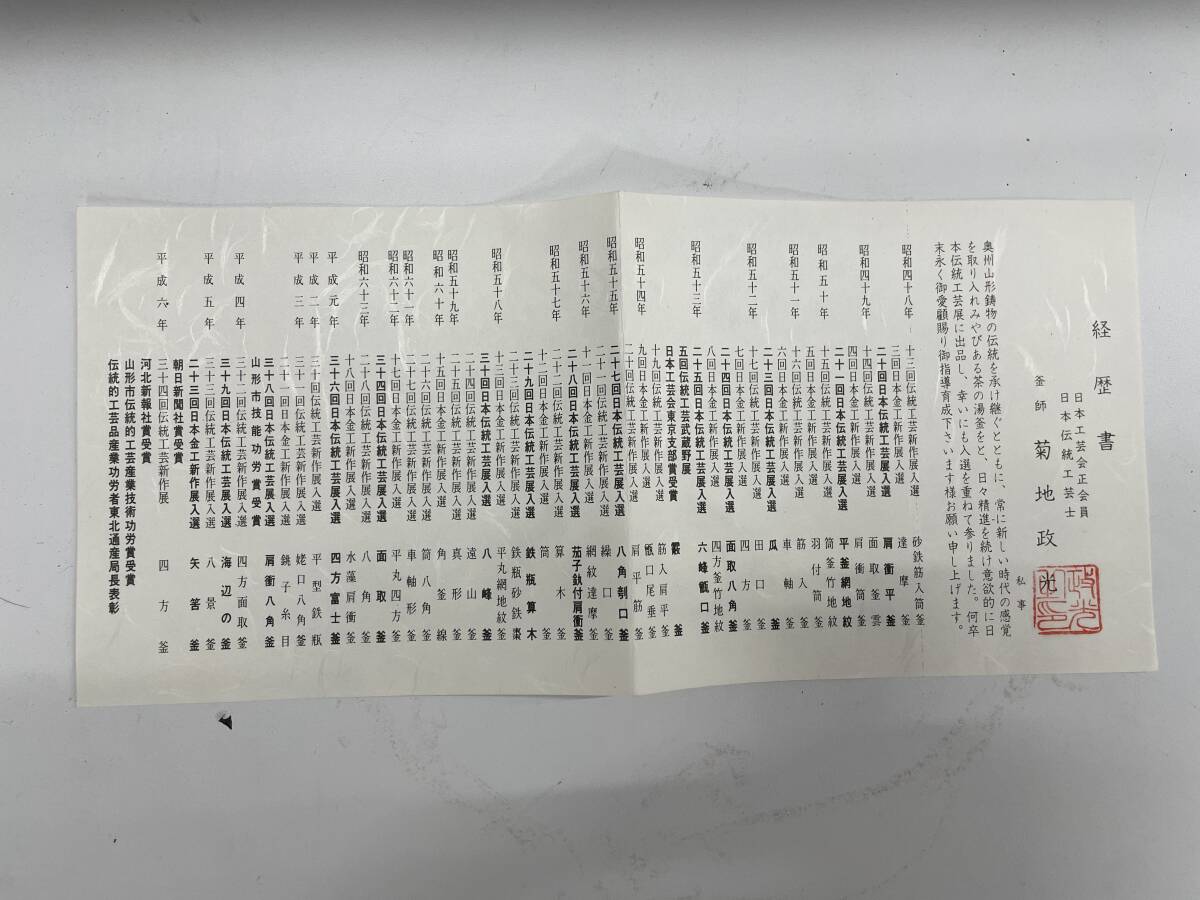 経歴書
日本工芸会正会員
日本伝統工芸士
釜師 菊地政光
私事
奥州山形鋳物の伝統を承け継ぐとともに、常に新しい時代の感覚
を取り入れみやびある茶の湯釜をと、日々精進を続け意欲的に日
本伝統工芸展に出品し、幸いにも入選を重ねて参りました。何卒
末永く御愛顧賜り御指導育成下さいます様お願い申し上げます。
昭和四十八年 十三回伝統工芸新作展入選 砂鉄筋入筒釜
三回日本金工新作展入選 達摩釜
二十回日本伝統工芸展入選 肩衝平釜
昭和四十九年 十四回伝統工芸新作展入選 面取釜雲
四回日本金工新作展入選 肩衝筒釜
二十一回日本伝統工芸展入選 平釜網地紋
昭和五十年 十五回伝統工芸新作展入選 筒釜竹地紋
五回日本金工新作展入選 羽付筒釜
昭和五十一年 十六回伝統工芸新作展入選 筋入釜
六回日本金工新作展入選 車軸釜
二十三回日本伝統工芸展入選 瓜釜
昭和五十二年 十七回伝統工芸新作展入選 田口釜
七回日本金工新作展入選 四方釜
二十四回日本伝統工芸展入選 面取八角釜
昭和五十三年 八回日本金工新作展入選 四方釜竹地紋
二十五回日本伝統工芸展入選 六峰甑口釜
五回伝統工芸武蔵野展
日本工芸会東京支部賞受賞 霰釜
昭和五十四年 十九回伝統工芸新作展入選 筋入肩平釜
九回日本金工新作展入選 甑口尾垂釜
二十回伝統工芸新作展入選 肩平筋釜
昭和五十五年 二十七回日本伝統工芸展入選 八角刳口釜
昭和五十六年 二十一回伝統工芸新作展入選 繰口釜
十一回日本金工新作展入選 網紋達摩釜
二十八回日本伝統工芸展入選 茄子釻付肩衝釜
昭和五十七年 二十二回伝統工芸新作展入選 算木釜
十二回日本金工新作展入選 筒釜
二十九回日本伝統工芸展入選 鉄瓶算木
二十三回伝統工芸新作展入選 鉄瓶砂鉄棗
昭和五十八年 十三回日本金工新作展入選 平丸網地紋釜
三十回日本伝統工芸展入選 八峰釜
二十四回伝統工芸新作展入選 遠山釜
昭和五十九年 二十五回伝統工芸新作展入選 真形釜
昭和六十年 十五回日本金工新作展入選 角釜線
昭和六十一年 二十六回伝統工芸新作展入選 筒八角釜
二十七回伝統工芸新作展入選 車軸形釜
昭和六十二年 十七回日本金工新作展入選 平丸四方釜
三十四回日本伝統工芸展入選 面取釜
昭和六十三年 二十八回伝統工芸新作展入選 八角釜
十八回日本金工新作展入選 水藻肩衝釜
平成元年 三十六回日本伝統工芸展入選 四方富士釜
平成二年 三十回伝統工芸新作展入選 平型鉄瓶
平成三年 三十一回伝統工芸新作展入選 姥口八角釜
二十一回日本金工新作展入選 銚子糸目
三十八回日本伝統工芸展入選 肩衝八角釜
山形市技能功労賞受賞
平成四年 三十二回伝統工芸新作展入選 四方面取釜
三十九回日本伝統工芸展入選 海辺の釜
平成五年 三十三回伝統工芸新作展入選 八景釜
二十三回日本金工新作展入選 矢筈釜
朝日新聞社賞受賞
平成六年 三十四回伝統工芸新作展 四方釜
河北新報社賞受賞
山形市伝統的工芸産業技術功労賞受賞
伝統的工芸品産業功労者東北通産局長表彰